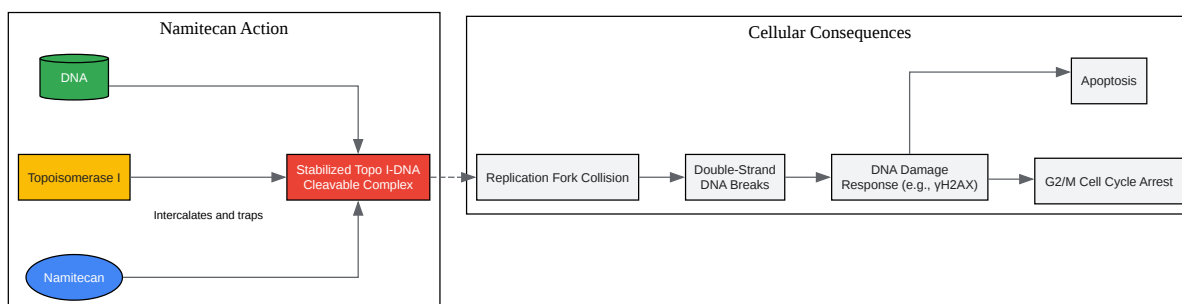 Namitecan Action
DNA
Topoisomerase I
Stabilized Topo I-DNA
Cleavable Complex
Intercalates and traps
Namitecan
Cellular Consequences
Replication Fork Collision
Double-Strand
DNA Breaks
DNA Damage
Response (e.g., γH2AX)
Apoptosis
G2/M Cell Cycle Arrest